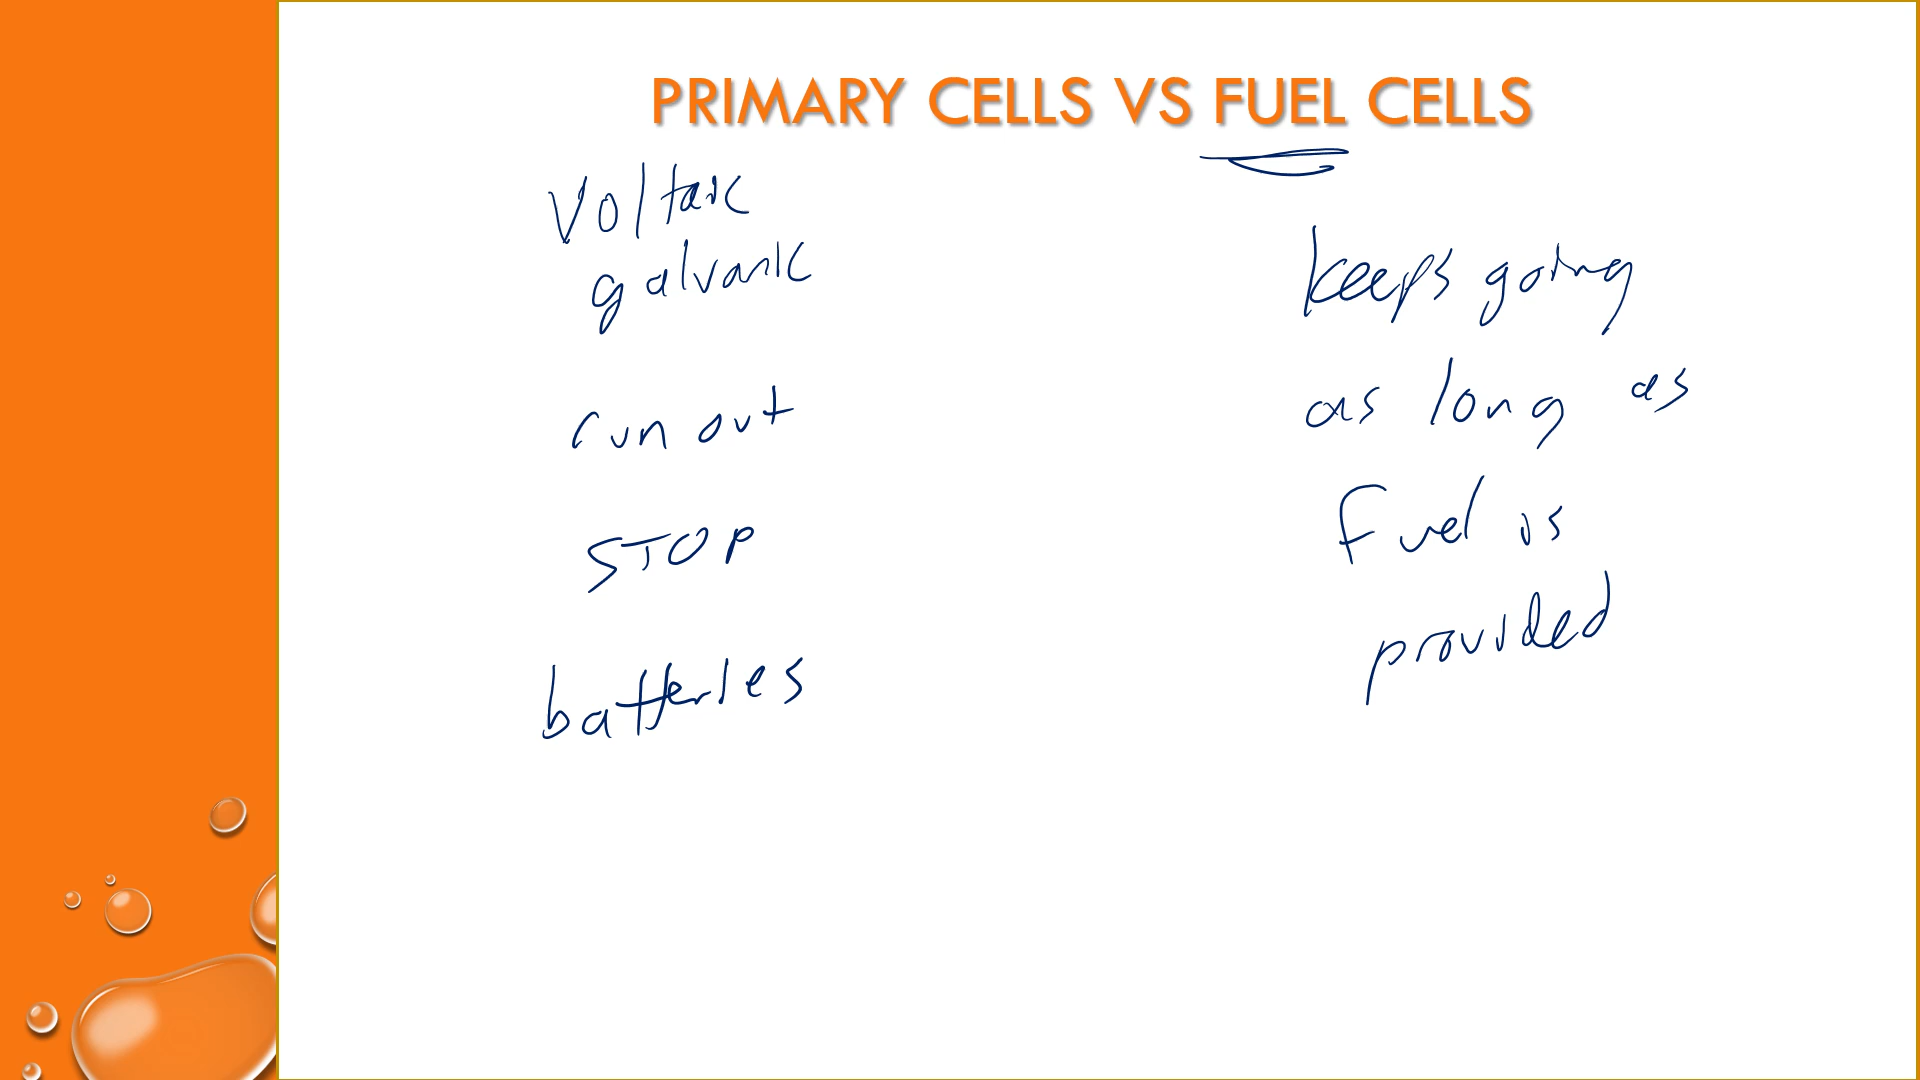 PRIMARY CELLS VS FUEL CELLS
Voltaic
galvanic
run out
STOP
batteries
keeps going
as long as
fuel is
provided